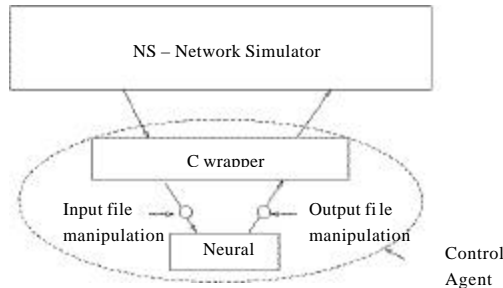 NS – Network Simulator
C wrapper
Input file
manipulation
Output file
manipulation
Neural
Control
Agent